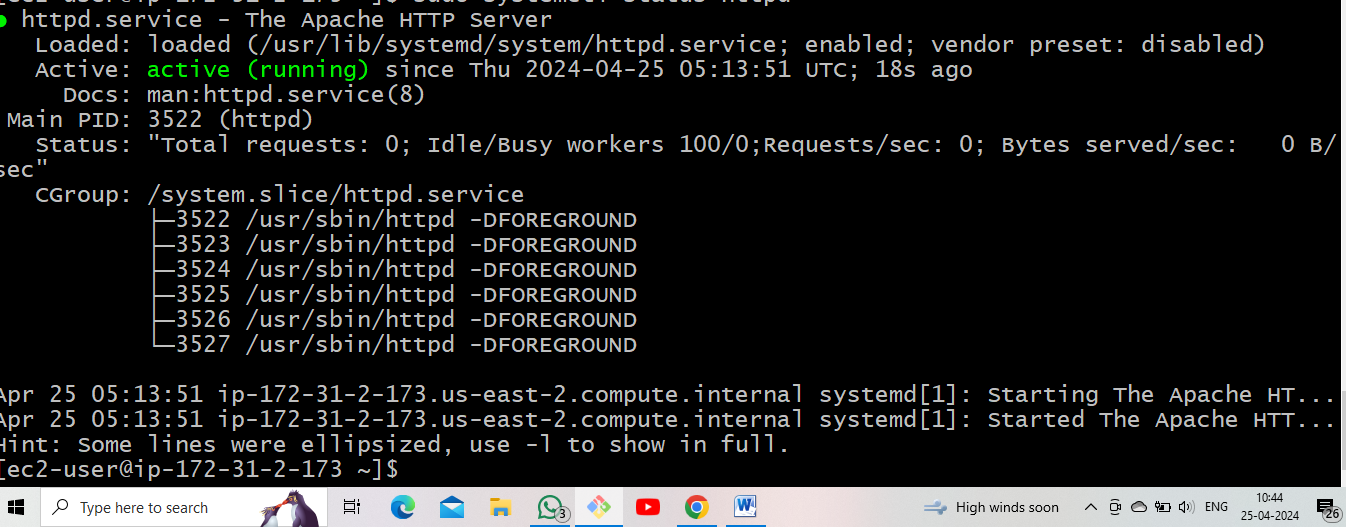 ● httpd.service - The Apache HTTP Server
Loaded: loaded (/usr/lib/systemd/system/httpd.service; enabled; vendor preset: disabled)
Active: active (running) since Thu 2024-04-25 05:13:51 UTC; 18s ago
Docs: man:httpd.service(8)
Main PID: 3522 (httpd)
Status: "Total requests: 0; Idle/Busy workers 100/0;Requests/sec: 0; Bytes served/sec:   0 B/
sec"
CGroup: /system.slice/httpd.service
├─3522 /usr/sbin/httpd -DFOREGROUND
├─3523 /usr/sbin/httpd -DFOREGROUND
├─3524 /usr/sbin/httpd -DFOREGROUND
├─3525 /usr/sbin/httpd -DFOREGROUND
├─3526 /usr/sbin/httpd -DFOREGROUND
└─3527 /usr/sbin/httpd -DFOREGROUND
Apr 25 05:13:51 ip-172-31-2-173.us-east-2.compute.internal systemd[1]: Starting The Apache HT...
Apr 25 05:13:51 ip-172-31-2-173.us-east-2.compute.internal systemd[1]: Started The Apache HTT...
Hint: Some lines were ellipsized, use -l to show in full.
[ec2-user@ip-172-31-2-173 ~]$
Type here to search
3
W
High winds soon
ENG
10:44
25-04-2024
26